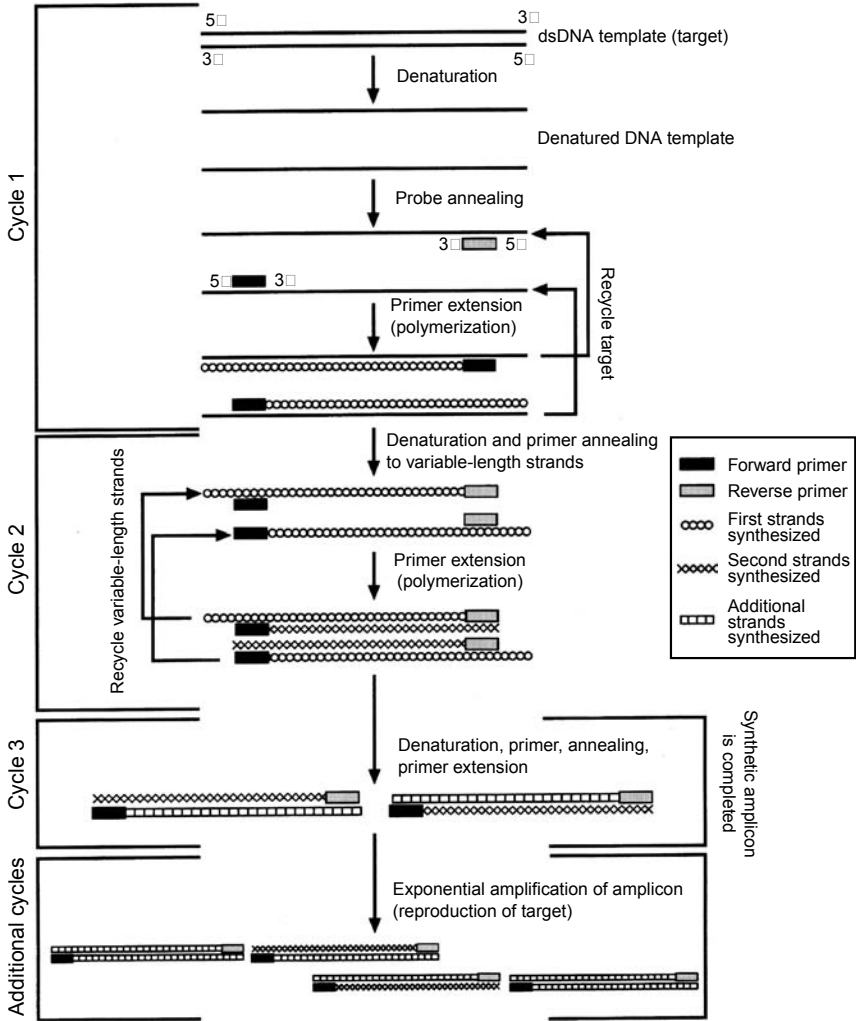 5□ 3□
dsDNA template (target)
3□ 5□
Denaturation
Denatured DNA template
Probe annealing
3□ 5□
5□ 3□
Primer extension
(polymerization)
Recycle target
Cycle 1
Denaturation and primer annealing
to variable-length strands
Primer extension
(polymerization)
Recycle variable-length strands
Cycle 2
Forward primer
Reverse primer
First strands
synthesized
Second strands
synthesized
Additional
strands
synthesized
Denaturation, primer, annealing,
primer extension
Cycle 3
Synthetic amplicon
is completed
Exponential amplification of amplicon
(reproduction of target)
Additional cycles